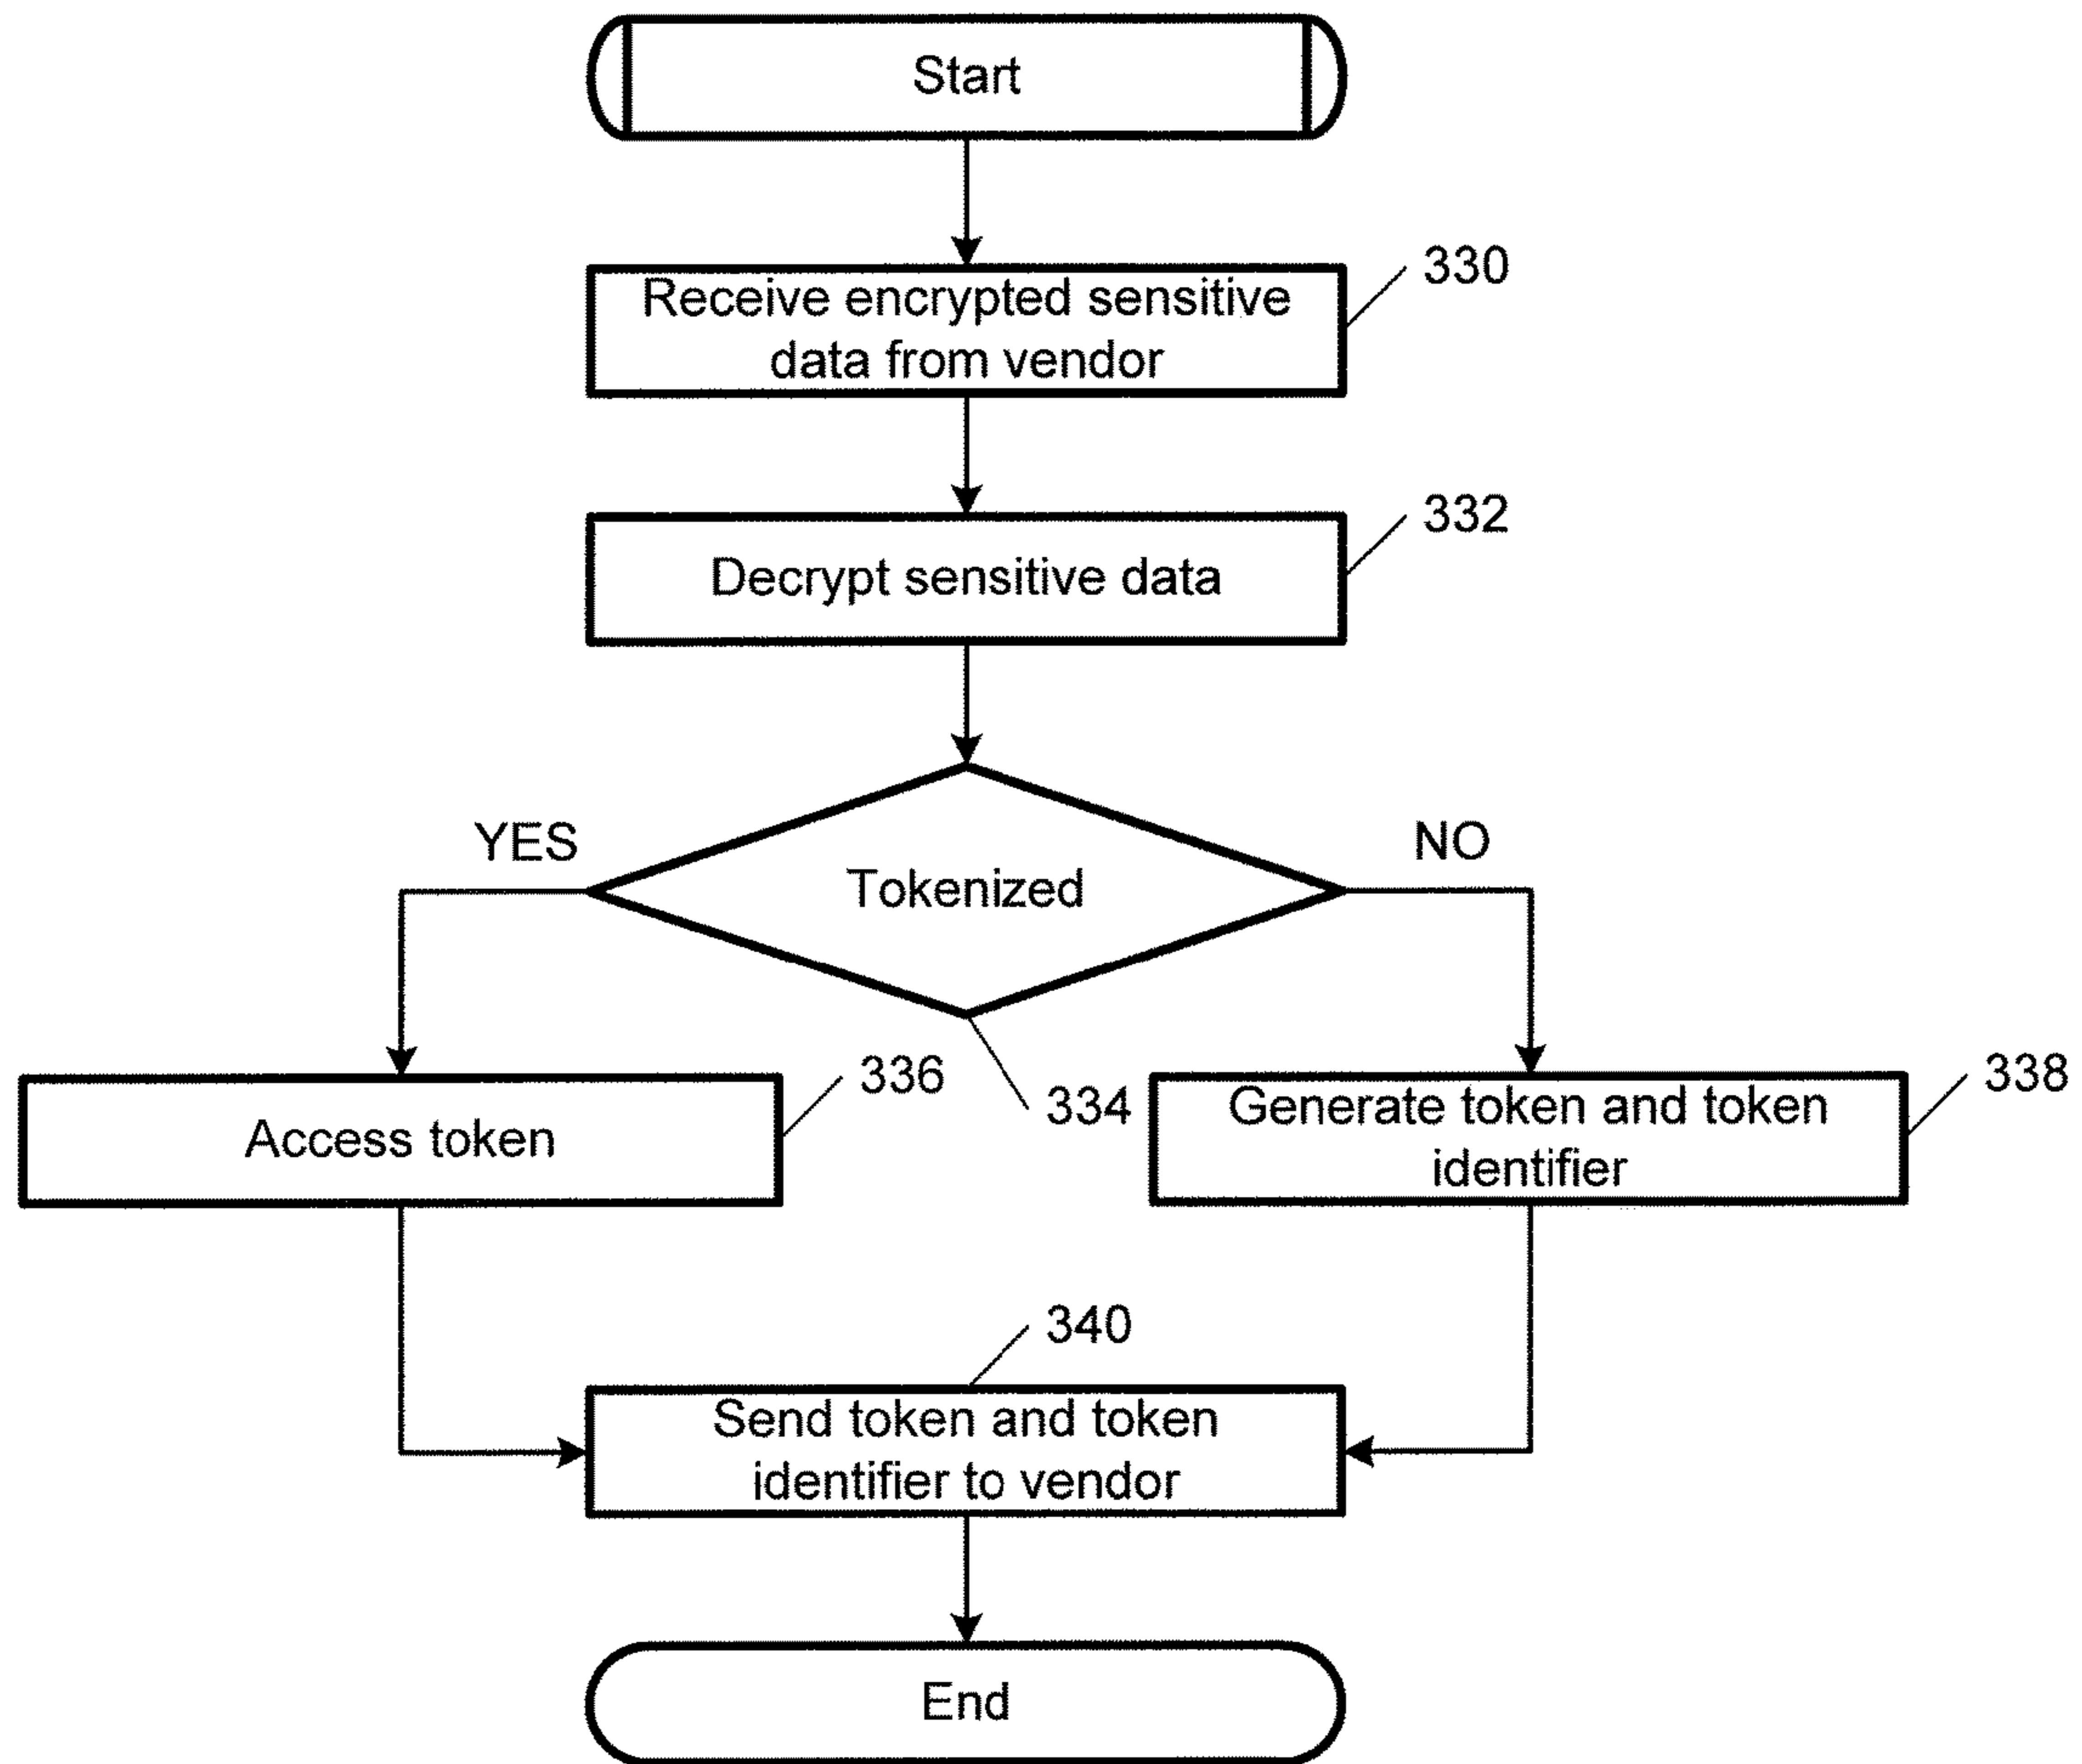 Start
Receive encrypted sensitive
data from vendor
330
Decrypt sensitive data
332
YES
NO
Tokenized
334
Access token
336
Generate token and token
identifier
338
340
Send token and token
identifier to vendor
End